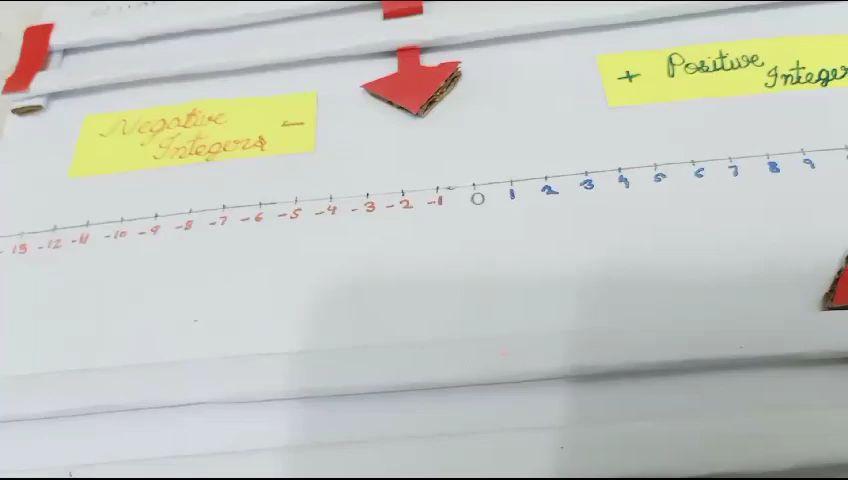 + Positive
Integer
Negative -
Integers
- 13 -12 -11 -10 -9 -8 -7 -6 -5 -4 -3 -2 -1 0 1 2 3 4 5 6 7 8 9